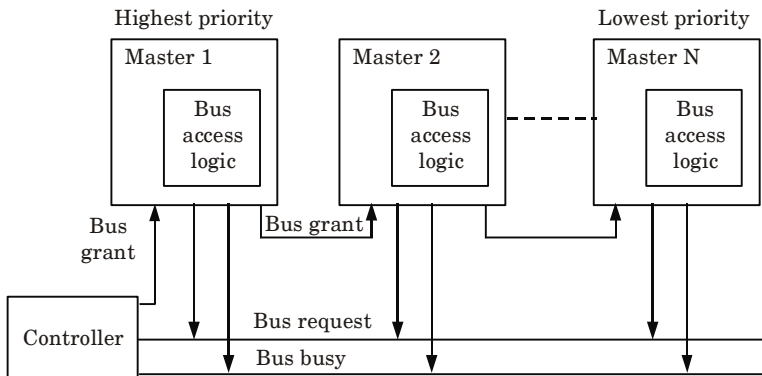 Highest priority
Lowest priority
Master 1
Master 2
Master N
Bus
access
logic
Bus
access
logic
Bus
access
logic
Bus
grant
Bus grant
Controller
Bus request
Bus busy